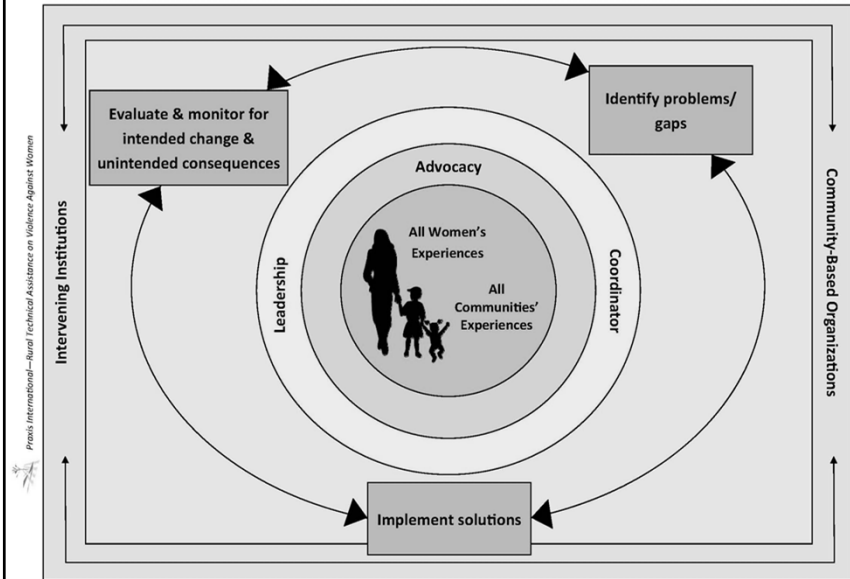 Evaluate & monitor for
intended change &
unintended consequences
Identify problems/
gaps
Advocacy
All Women's
Experiences
All
Communities'
Experiences
Leadership
Coordinator
Implement solutions
Intervening Institutions
Community-Based Organizations
Praxis International—Rural Technical Assistance on Violence Against Women